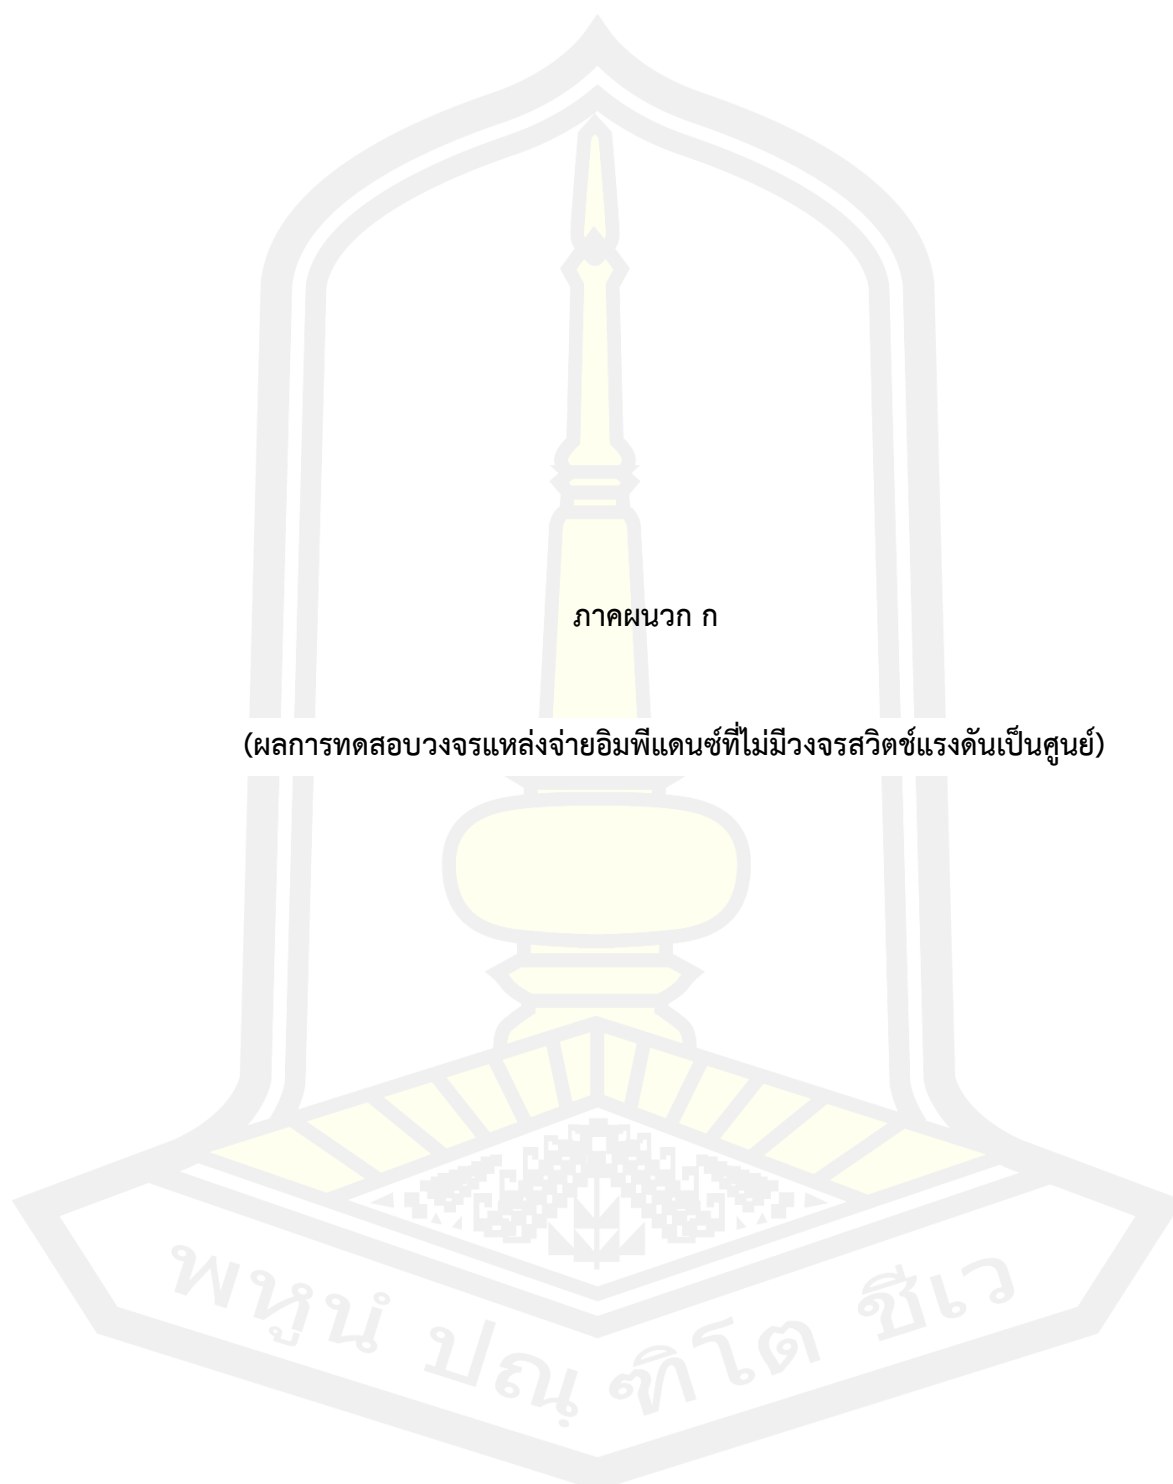 ภาคผนวก ก
(ผลการทดสอบวงจรแหล่งจ่ายอิมพีแดนซ์ที่ไม่มีวงจรสวิตช์แรงดันเป็นศูนย์)
พหูนํ ปณฺฑิโต ชีเว